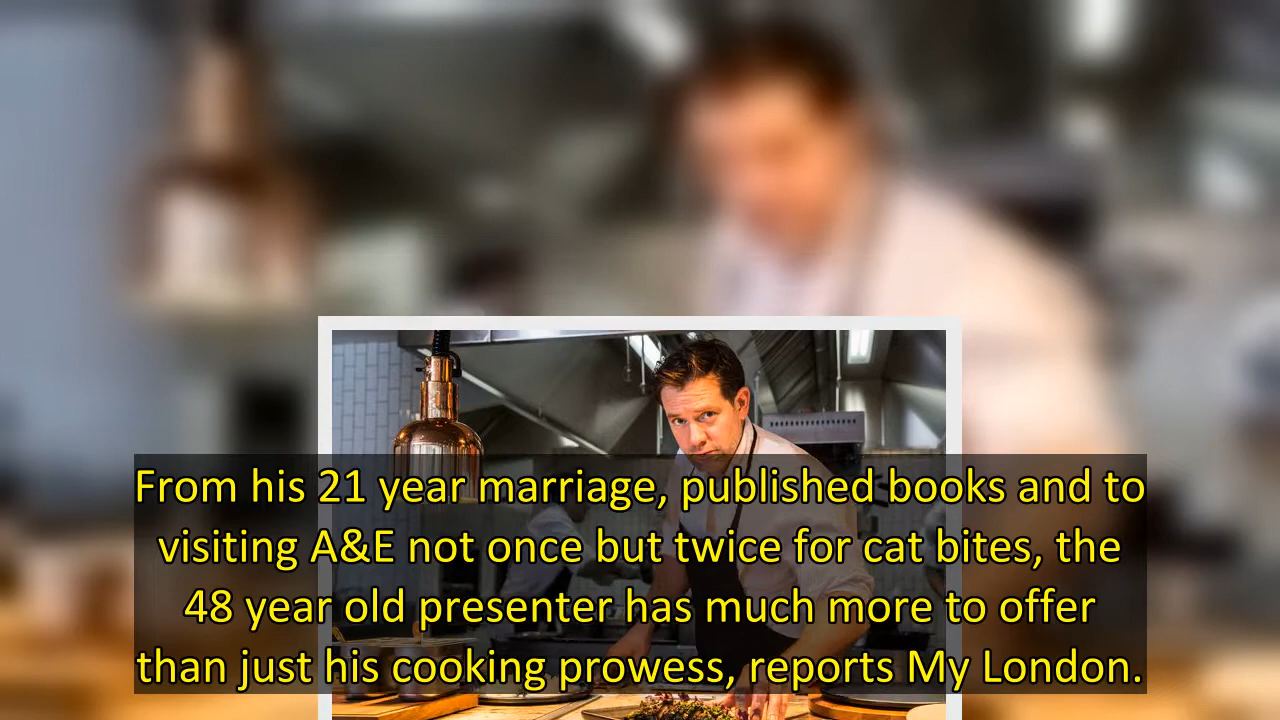 From his 21 year marriage, published books and to
visiting A&E not once but twice for cat bites, the
48 year old presenter has much more to offer
than just his cooking prowess, reports My London.